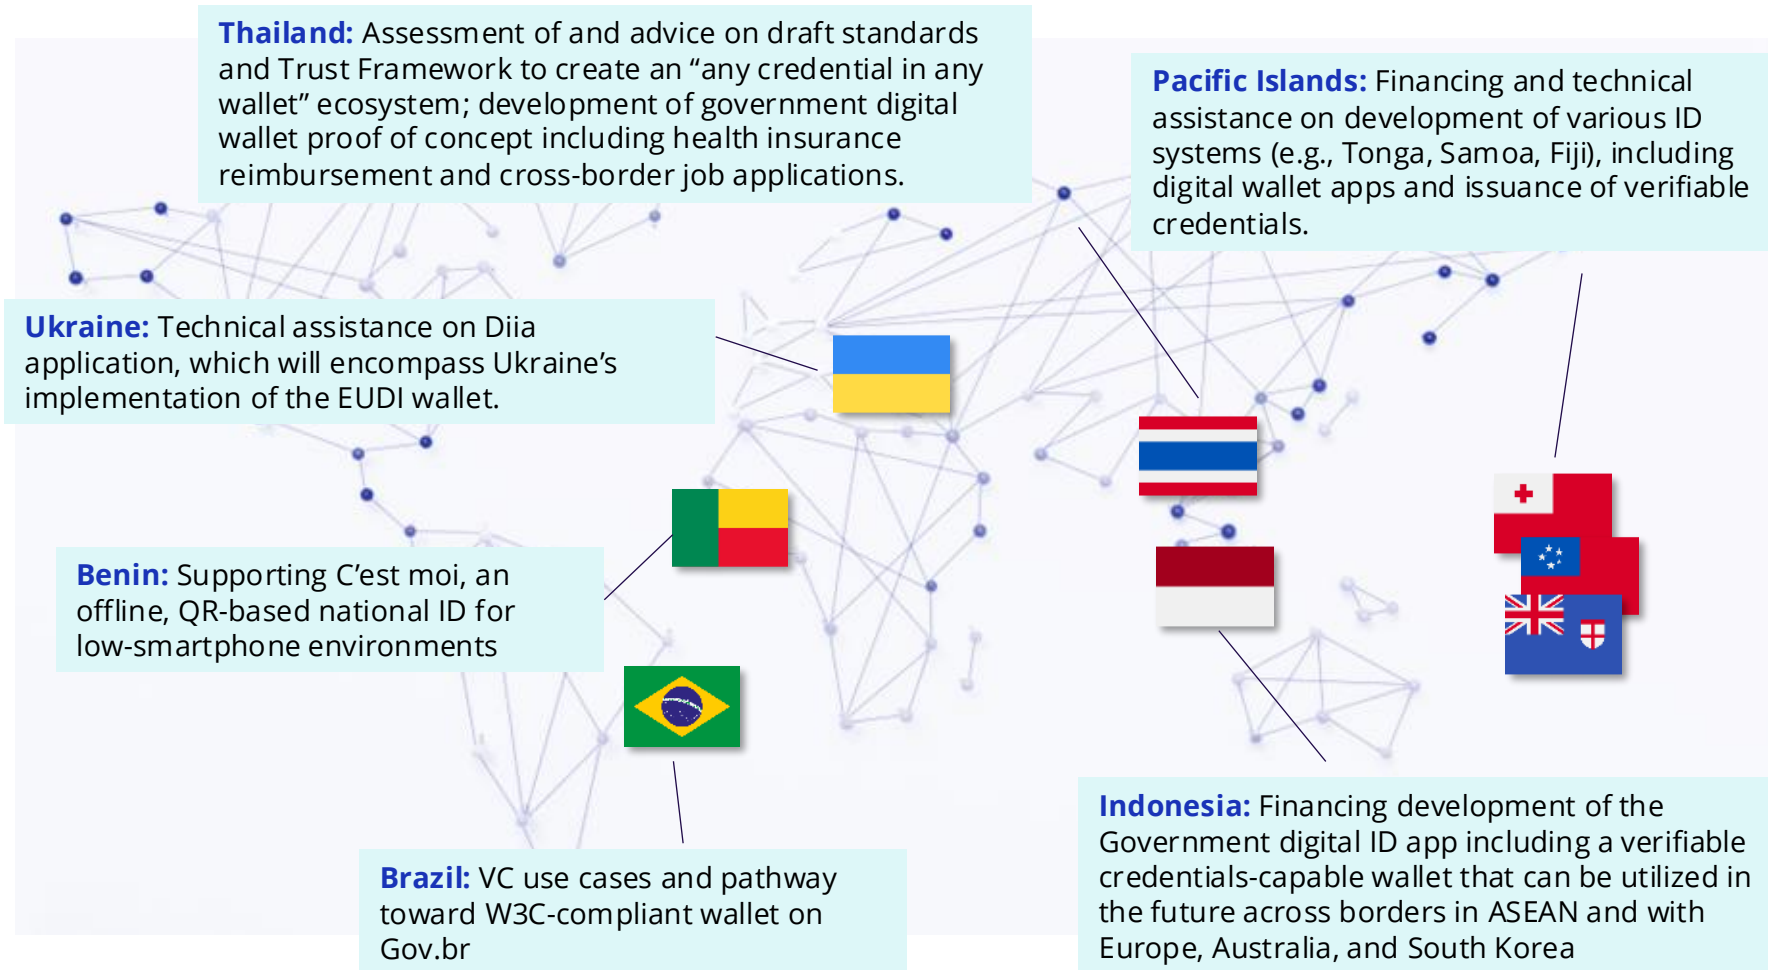 Thailand: Assessment of and advice on draft standards
and Trust Framework to create an “any credential in any
wallet” ecosystem; development of government digital
wallet proof of concept including health insurance
reimbursement and cross-border job applications.
Pacific Islands: Financing and technical
assistance on development of various ID
systems (e.g., Tonga, Samoa, Fiji), including
digital wallet apps and issuance of verifiable
credentials.
Ukraine: Technical assistance on Diia
application, which will encompass Ukraine’s
implementation of the EUDI wallet.
Benin: Supporting C’est moi, an
offline, QR-based national ID for
low-smartphone environments
Brazil: VC use cases and pathway
toward W3C-compliant wallet on
Gov.br
Indonesia: Financing development of the
Government digital ID app including a verifiable
credentials-capable wallet that can be utilized in
the future across borders in ASEAN and with
Europe, Australia, and South Korea